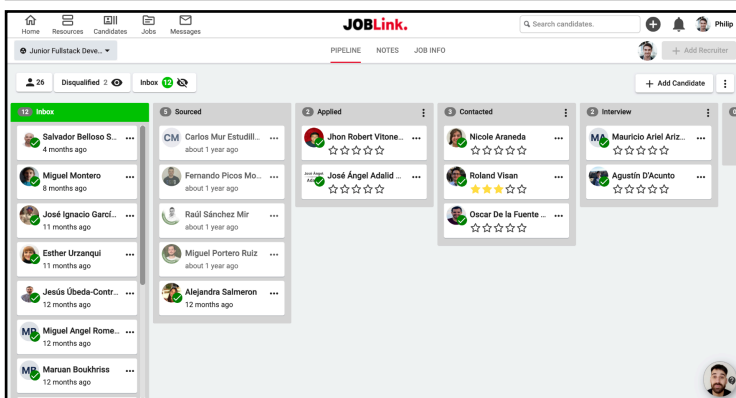 JOBLink.
Search candidates.
Philip
Home Resources Candidates Jobs Messages
Junior Fullstack Deve...
PIPELINE NOTES JOB INFO
+ Add Recruiter
26
Disqualified 2
Inbox 12
+ Add Candidate
12 Inbox
Salvador Belloso S...
4 months ago
Miguel Montero
8 months ago
José Ignacio Garcí...
11 months ago
Esther Urzanqui
11 months ago
Jesús Úbeda-Contr...
12 months ago
MR Miguel Angel Rome...
12 months ago
MB Maruan Boukhriss
12 months ago
5 Sourced
CM Carlos Mur Estudill...
about 1 year ago
Fernando Picos Mo...
about 1 year ago
Raúl Sánchez Mir
about 1 year ago
Miguel Portero Ruiz
about 1 year ago
Alejandra Salmeron
12 months ago
2 Applied
Jhon Robert Vitone...
José Ángel Adalid ...
3 Contacted
Nicole Araneda
Roland Visan
Oscar De la Fuente ...
2 Interview
MA Mauricio Ariel Ariz...
Agustín D'Acunto
0